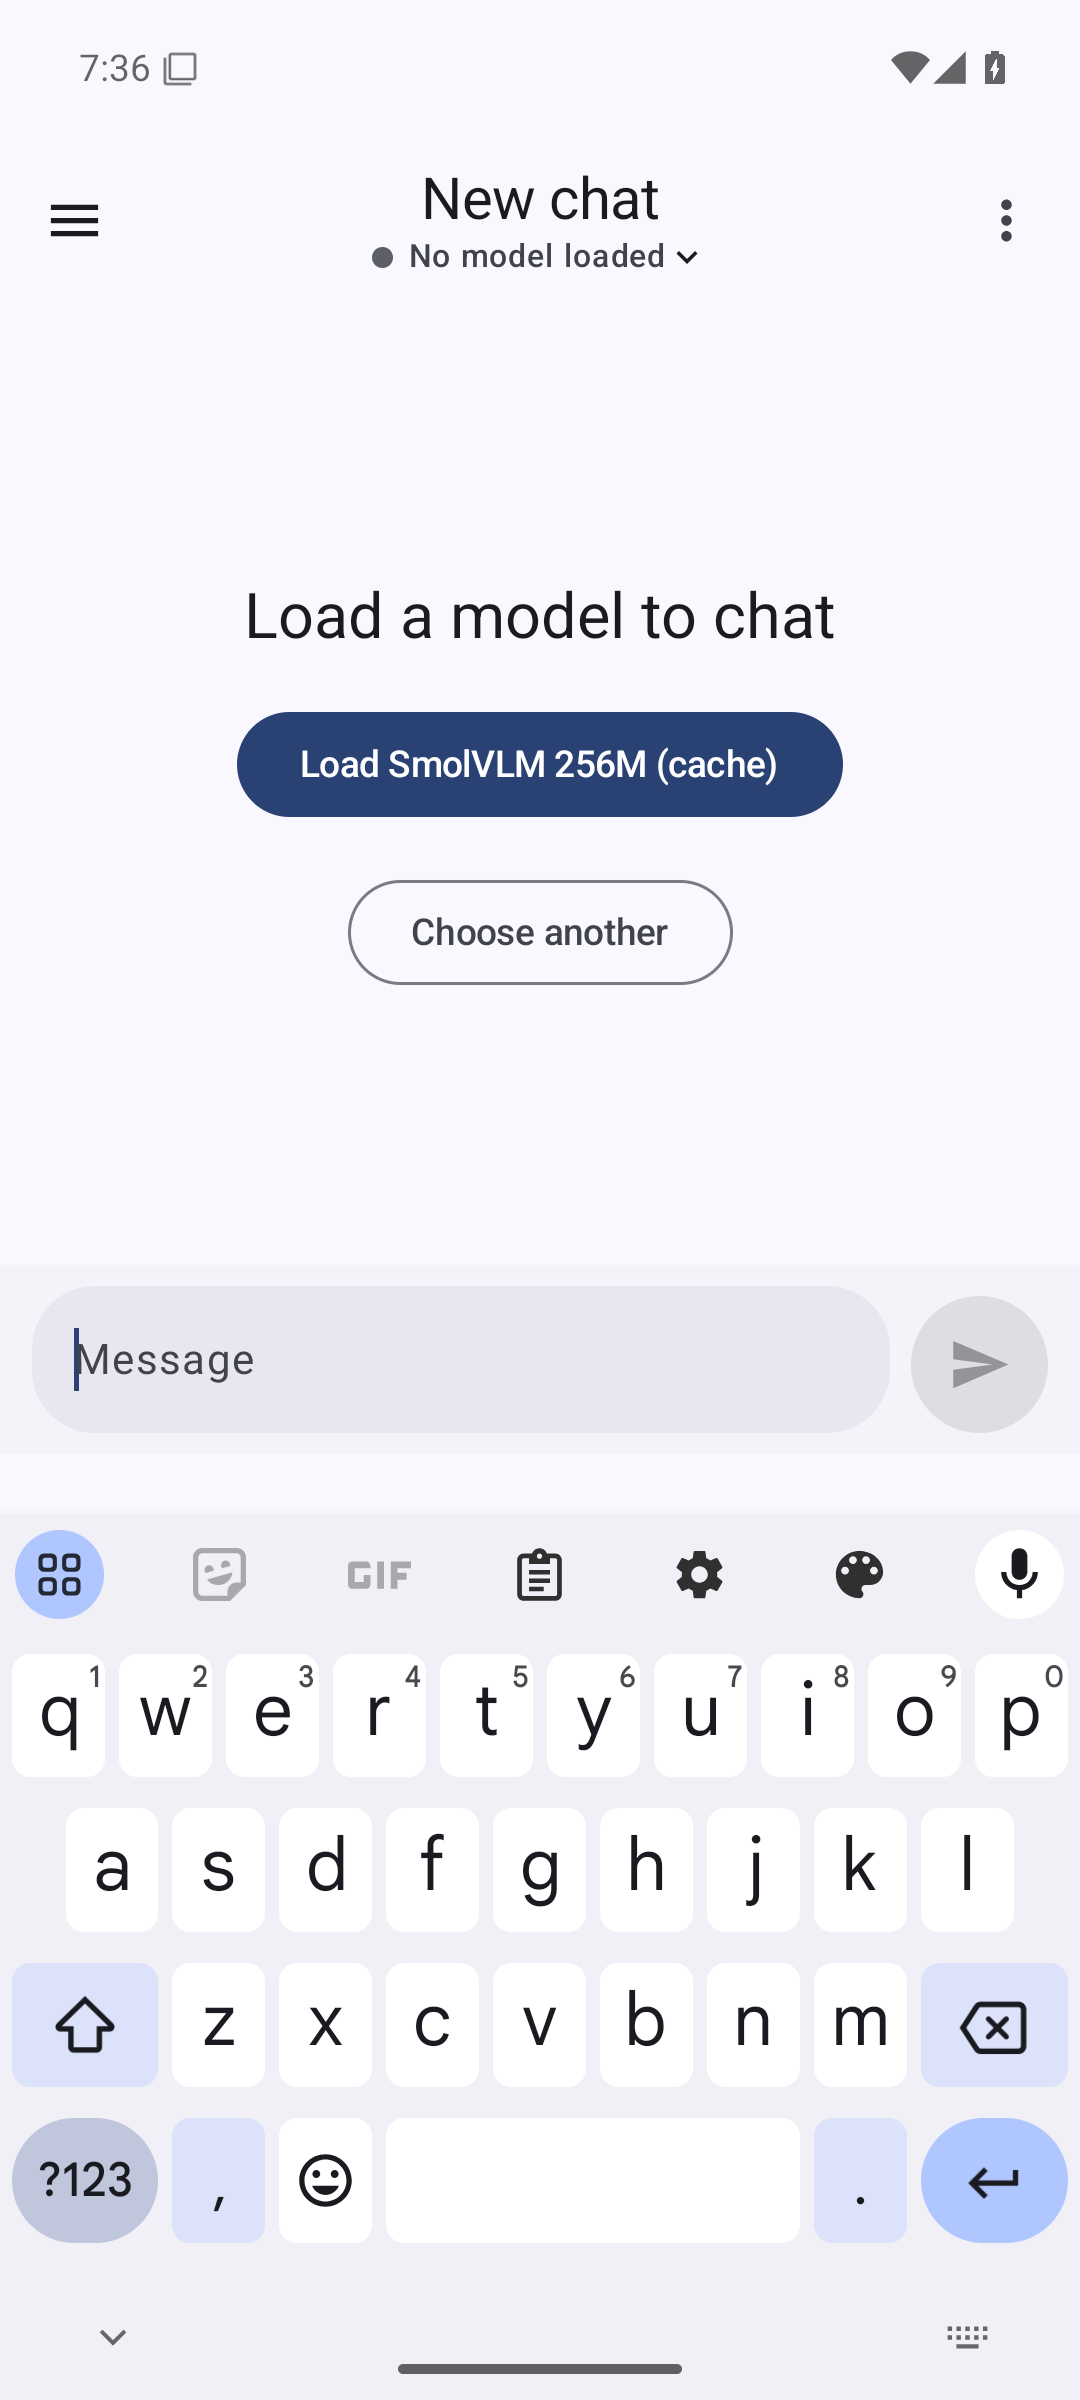 7:36
New chat
No model loaded
Load a model to chat
Load SmolVLM 256M (cache)
Choose another
Message
GIF
q 1 w 2 e 3 r 4 t 5 y 6 u 7 i 8 o 9 p 0
a s d f g h j k l
z x c v b n m
?123 , .